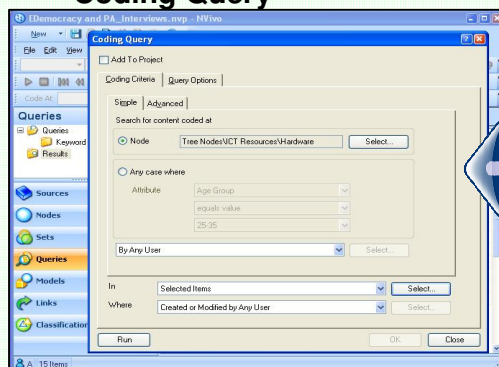 Coding Query
EDemocracy and PA_Interviews.nvp - NVivo
New
File Edit View
Code At
Queries
Queries
Keyword
Results
Sources
Nodes
Sets
Queries
Models
Links
Classification
A 15 Items
Coding Query
Add To Project
Coding Criteria Query Options
Simple Advanced
Search for content coded at
Node Tree Nodes\ICT Resources\Hardware Select...
Any case where
Attribute Age Group
equals value
25-35
By Any User Select...
In Selected Items Select...
Where Created or Modified by Any User Select...
Run OK Close